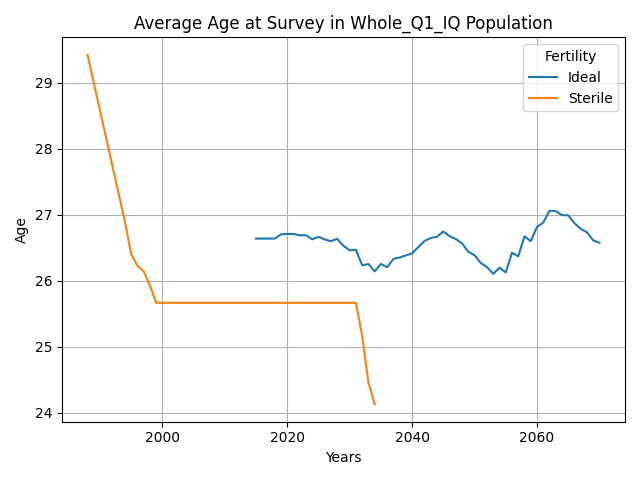 Average Age at Survey in Whole_Q1_IQ Population
Fertility
Ideal
Sterile
29
28
27
26
25
24
Age
2000
2020
2040
2060
Years